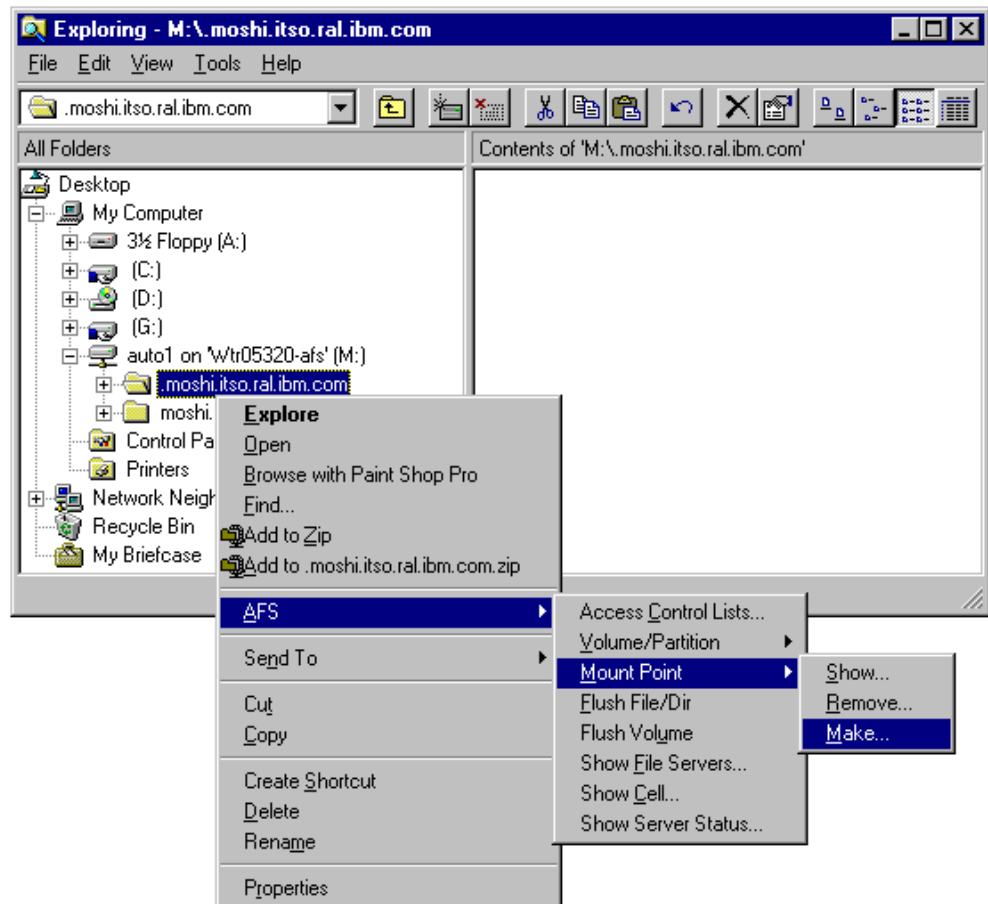 Exploring - M:\.moshi.itso.ral.ibm.com
File Edit View Tools Help
.moshi.itso.ral.ibm.com
All Folders
Contents of 'M:\.moshi.itso.ral.ibm.com'
Desktop
My Computer
3½ Floppy (A:)
(C:)
(D:)
(G:)
auto1 on 'Wtr05320-afs' (M:)
.moshi.itso.ral.ibm.com
moshi.
Control Pa
Printers
Network Neigh
Recycle Bin
My Briefcase
Explore
Open
Browse with Paint Shop Pro
Find...
Add to Zip
Add to .moshi.itso.ral.ibm.com.zip
AFS
Send To
Cut
Copy
Create Shortcut
Delete
Rename
Properties
Access Control Lists...
Volume/Partition
Mount Point
Flush File/Dir
Flush Volume
Show File Servers...
Show Cell...
Show Server Status...
Show...
Remove...
Make...